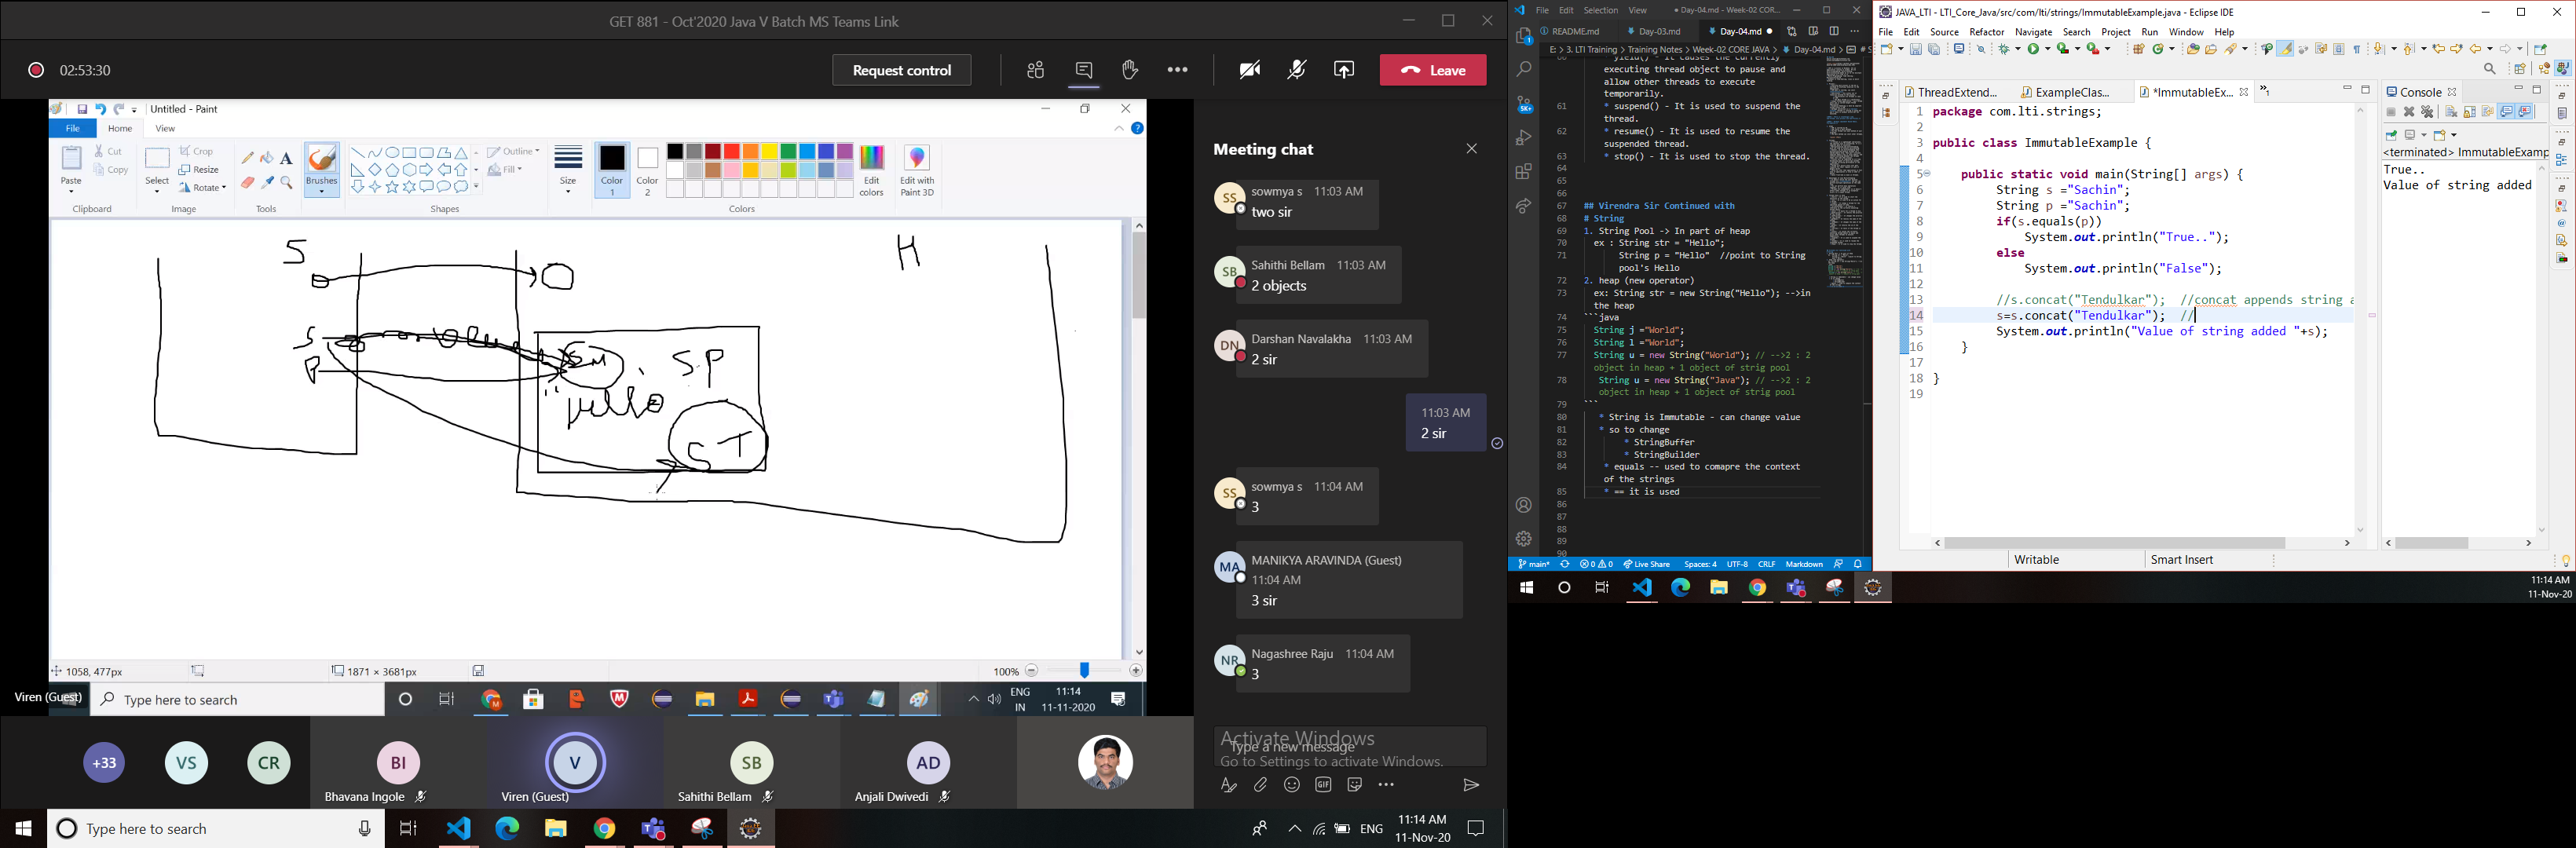 GET 881 - Oct'2020 Java V Batch MS Teams Link
02:53:30
Request control
Leave
Untitled - Paint
File Home View
Paste
Cut
Copy
Clipboard
Select
Crop
Resize
Rotate
Image
Tools
Brushes
Shapes
Outline
Fill
Size
Color 1
Color 2
Colors
Edit colors
Edit with Paint 3D
S
H
S
P
SM
SP
Hello
ST
1058, 477px
1871 × 3681px
100%
Viren (Guest)
Type here to search
ENG
IN
11:14
11-11-2020
+33
VS
CR
BI
Bhavana Ingole
V
Viren (Guest)
SB
Sahithi Bellam
AD
Anjali Dwivedi
Meeting chat
SS
sowmya s 11:03 AM
two sir
SB
Sahithi Bellam 11:03 AM
2 objects
DN
Darshan Navalakha 11:03 AM
2 sir
11:03 AM
2 sir
SS
sowmya s 11:04 AM
3
MA
MANIKYA ARAVINDA (Guest)
11:04 AM
3 sir
NR
Nagashree Raju 11:04 AM
3
Type a new message
Activate Windows
Go to Settings to activate Windows.
GIF
Type here to search
ENG
11:14 AM
11-Nov-20
File Edit Selection View
● Day-04.md - Week-02 COR...
README.md
Day-03.md
Day-04.md
E: > 3. LTI Training > Training Notes > Week-02 CORE JAVA > Day-04.md >
60 yield() - it causes the currently
executing thread object to pause and
allow other threads to execute
temporarily.
61 * suspend() - It is used to suspend the
thread.
62 * resume() - It is used to resume the
suspended thread.
63 * stop() - It is used to stop the thread.
64
65
66
67 ## Virendra Sir Continued with
68 # String
69 1. String Pool -> In part of heap
70 ex : String str = "Hello";
71 String p = "Hello" //point to String
pool's Hello
72 2. heap (new operator)
73 ex: String str = new String("Hello"); -->in
the heap
74 ```java
75 String j ="World";
76 String l ="World";
77 String u = new String("World"); // -->2 : 2
object in heap + 1 object of strig pool
78 String u = new String("Java"); // -->2 : 2
object in heap + 1 object of strig pool
79 ```
80 * String is Immutable - can change value
81 * so to change
82 * StringBuffer
83 * StringBuilder
84 * equals -- used to comapre the context
of the strings
85 * == it is used
86
87
88
89
90
main* 0 0 Live Share Spaces: 4 UTF-8 CRLF Markdown
JAVA_LTI - LTI_Core_Java/src/com/lti/strings/ImmutableExample.java - Eclipse IDE
File Edit Source Refactor Navigate Search Project Run Window Help
ThreadExtend...
ExampleClas...
*ImmutableEx...
1 package com.lti.strings;
2
3 public class ImmutableExample {
4
5 public static void main(String[] args) {
6 String s ="Sachin";
7 String p ="Sachin";
8 if(s.equals(p))
9 System.out.println("True..");
10 else
11 System.out.println("False");
12
13 //s.concat("Tendulkar"); //concat appends string a
14 s=s.concat("Tendulkar"); //
15 System.out.println("Value of string added "+s);
16 }
17
18 }
19
Console
<terminated> ImmutableExamp
True..
Value of string added
Writable
Smart Insert
11:14 AM
11-Nov-20